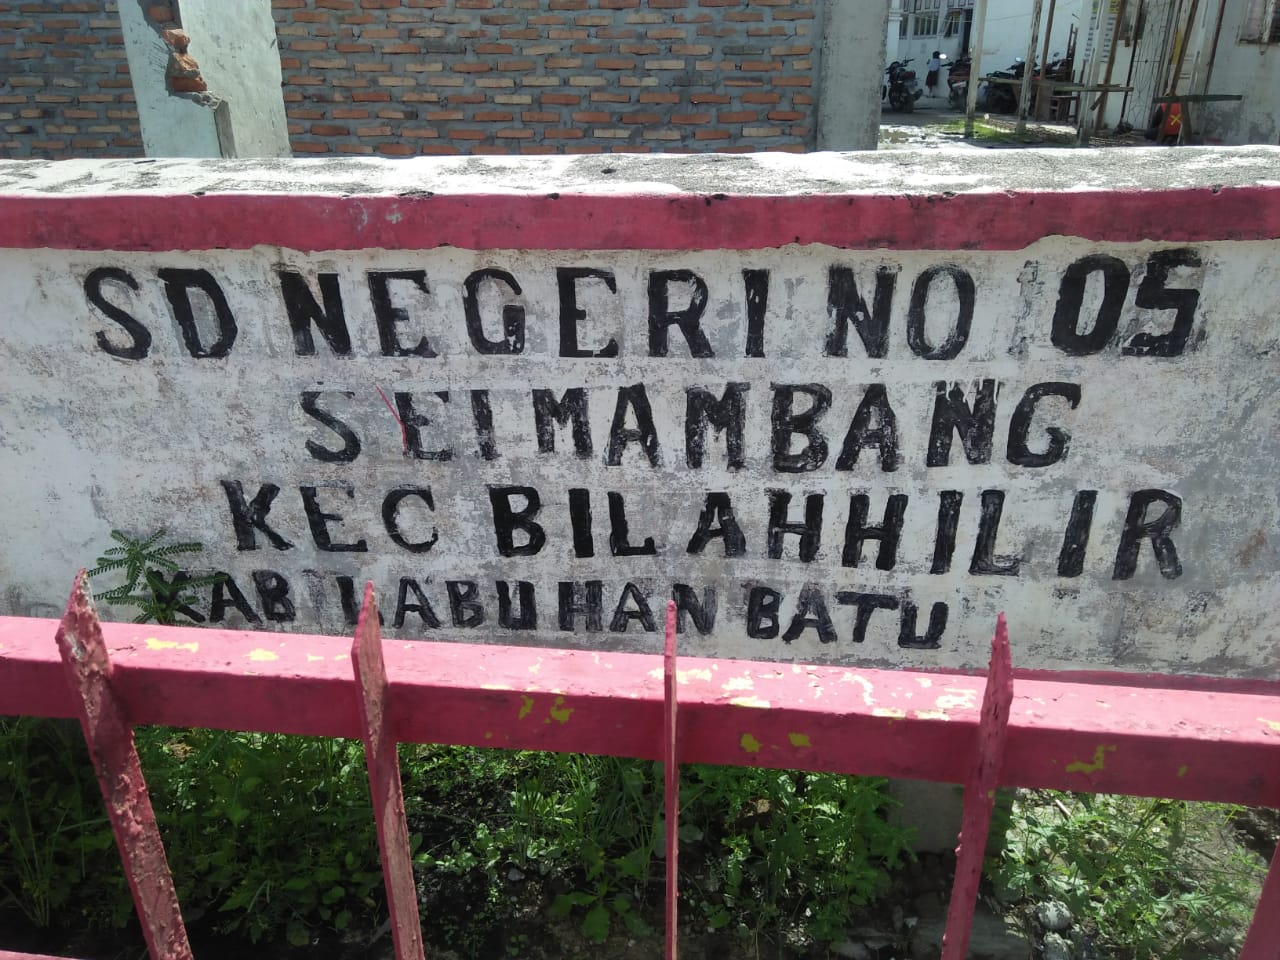 SD NEGERI NO 05
SEI MAMBANG
KEC BILAH HILIR
KAB LABUHAN BATU